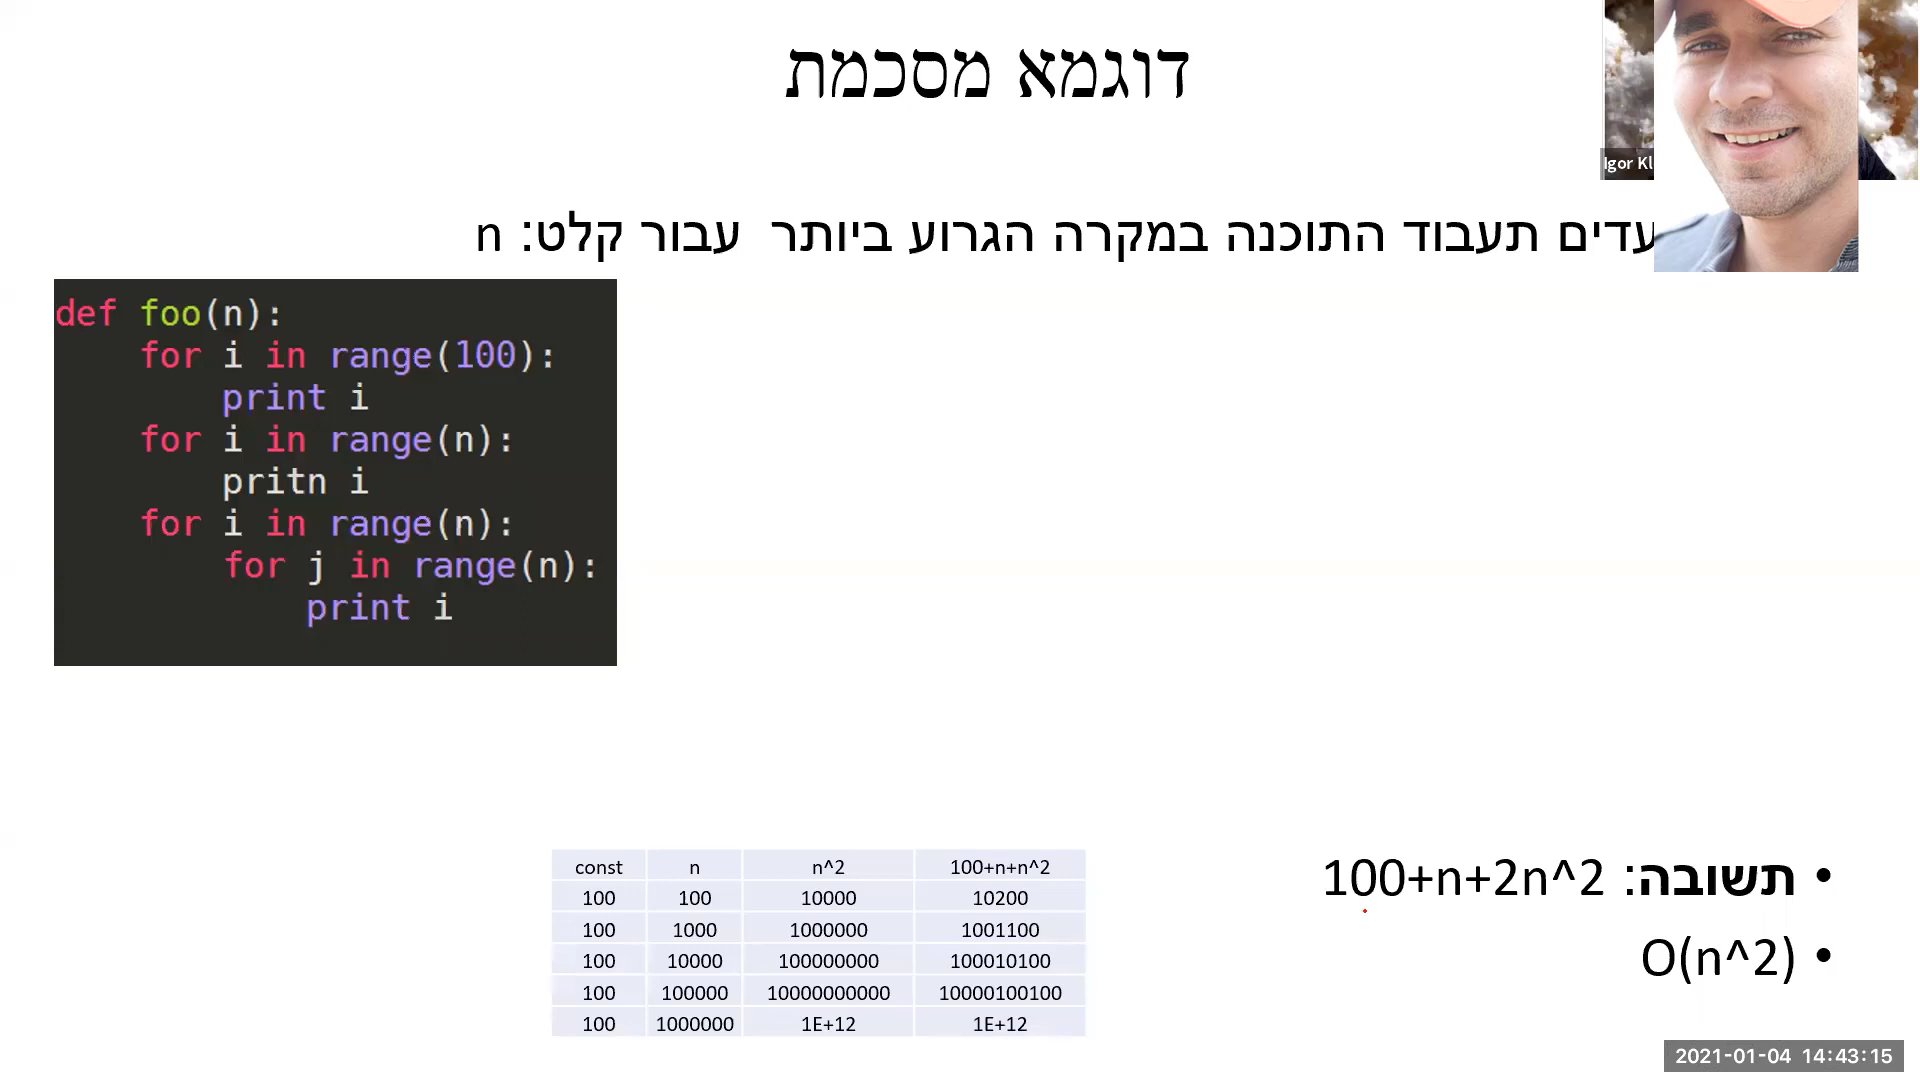 דוגמא מסכמת
Igor Kl
עדים תעבוד התוכנה במקרה הגרוע ביותר  עבור קלט: n
def foo(n):
    for i in range(100):
        print i
    for i in range(n):
        pritn i
    for i in range(n):
        for j in range(n):
            print i
const n n^2 100+n+n^2
100 100 10000 10200
100 1000 1000000 1001100
100 10000 100000000 100010100
100 100000 10000000000 10000100100
100 1000000 1E+12 1E+12
• תשובה: 100+n+2n^2
• O(n^2)
2021-01-04 14:43:15